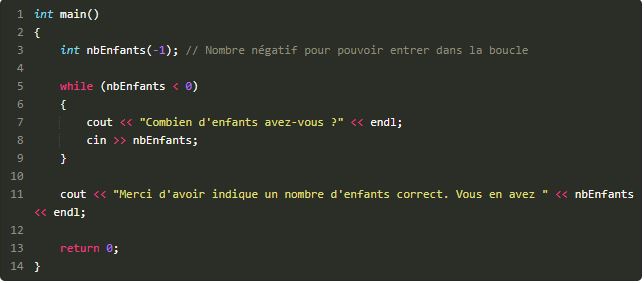 1 int main()
2 {
3 int nbEnfants(-1); // Nombre négatif pour pouvoir entrer dans la boucle
4
5 while (nbEnfants < 0)
6 {
7 cout << "Combien d'enfants avez-vous ?" << endl;
8 cin >> nbEnfants;
9 }
10
11 cout << "Merci d'avoir indique un nombre d'enfants correct. Vous en avez " << nbEnfants
<< endl;
12
13 return 0;
14 }